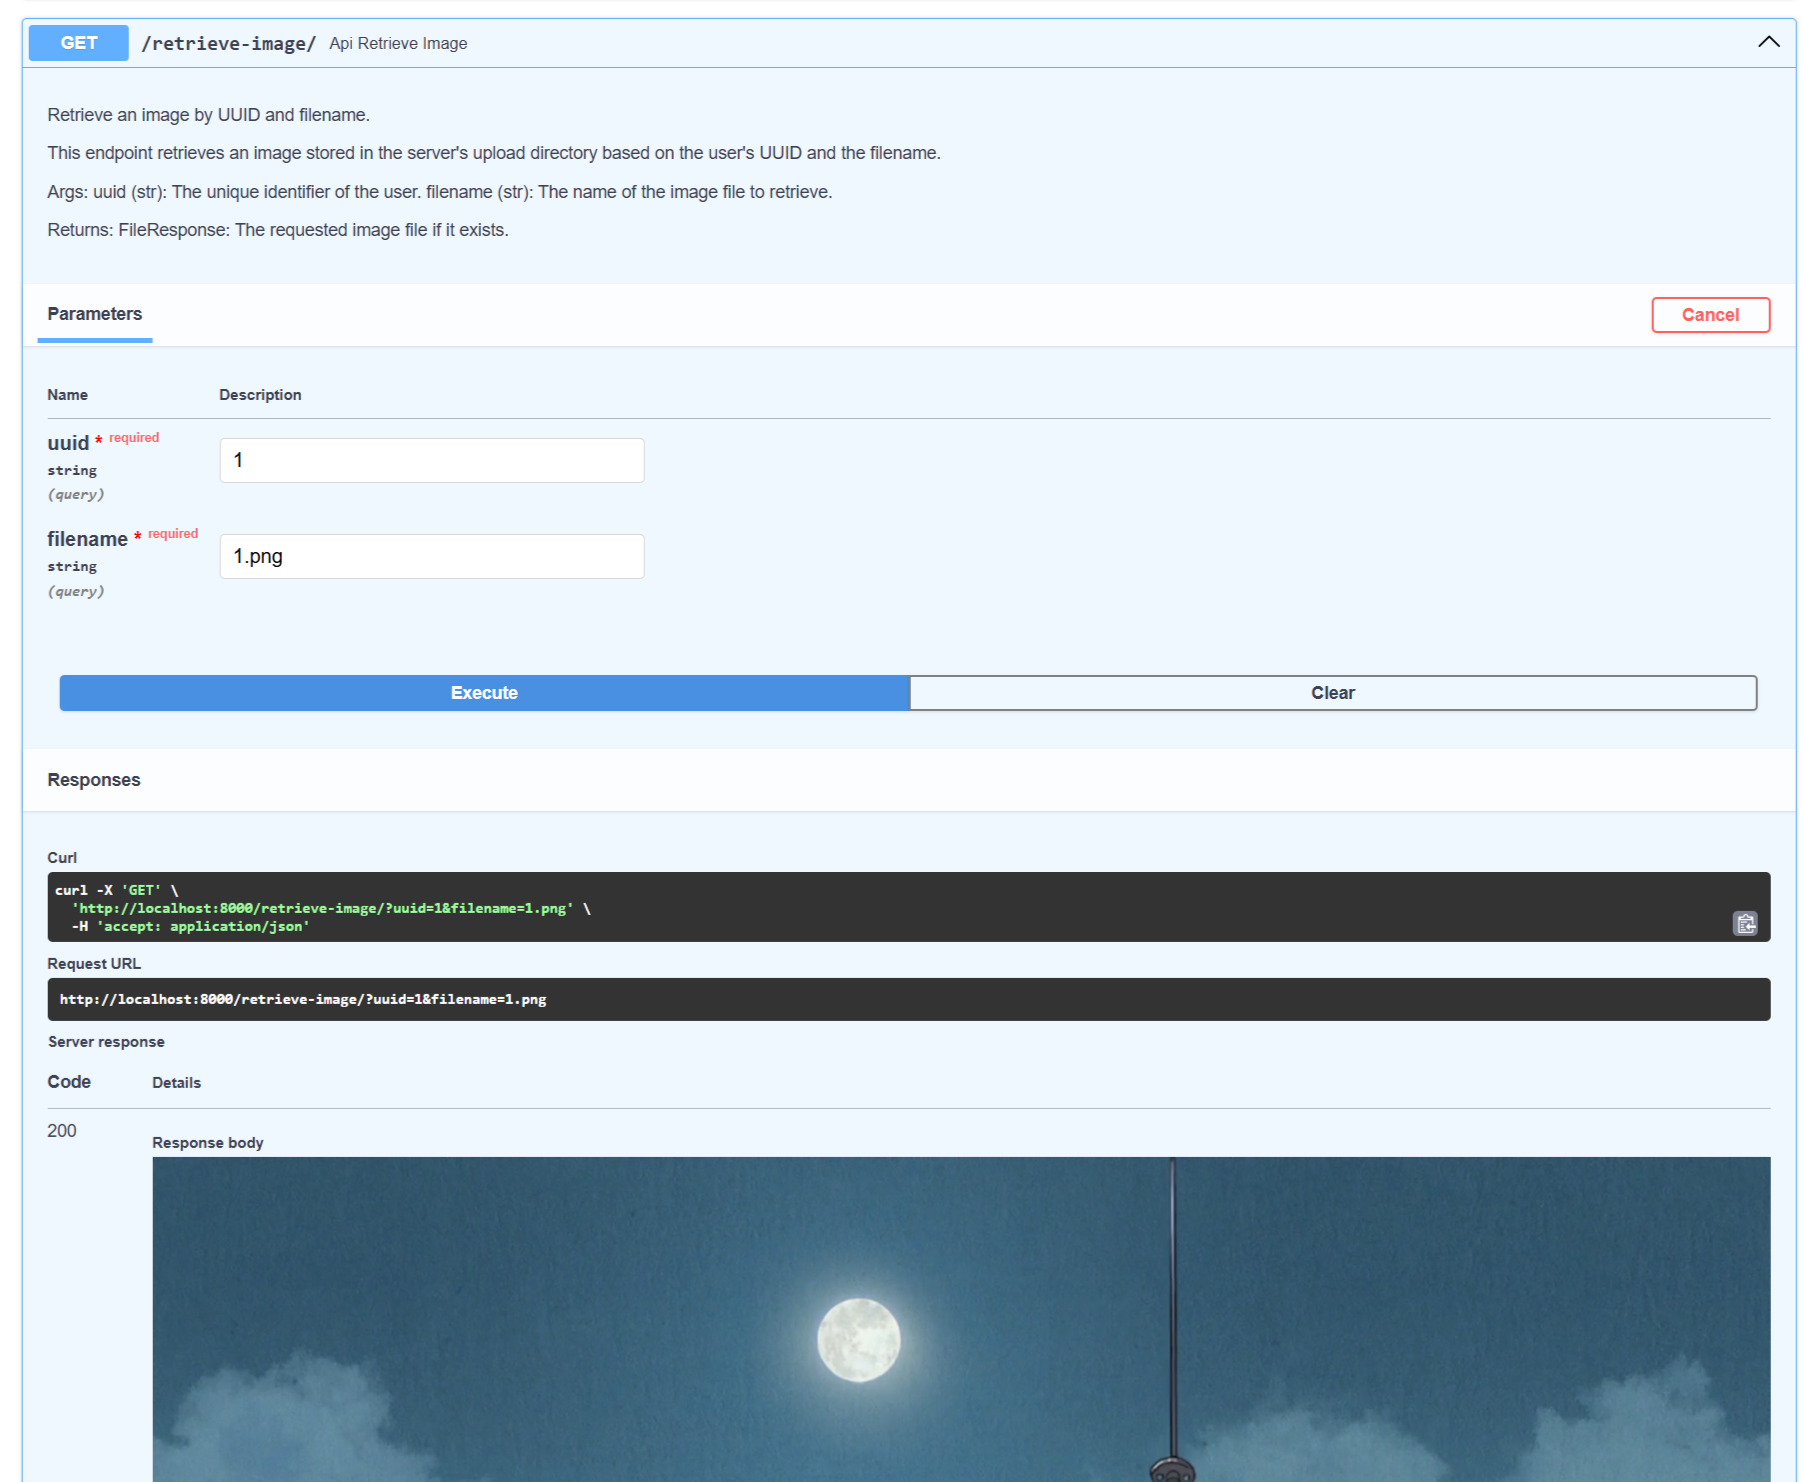 GET /retrieve-image/ Api Retrieve Image
Retrieve an image by UUID and filename.
This endpoint retrieves an image stored in the server's upload directory based on the user's UUID and the filename.
Args: uuid (str): The unique identifier of the user. filename (str): The name of the image file to retrieve.
Returns: FileResponse: The requested image file if it exists.
Parameters
Cancel
Name Description
uuid * required
string
(query)
1
filename * required
string
(query)
1.png
Execute Clear
Responses
Curl
curl -X 'GET' \
'http://localhost:8000/retrieve-image/?uuid=1&filename=1.png' \
-H 'accept: application/json'
Request URL
http://localhost:8000/retrieve-image/?uuid=1&filename=1.png
Server response
Code Details
200
Response body